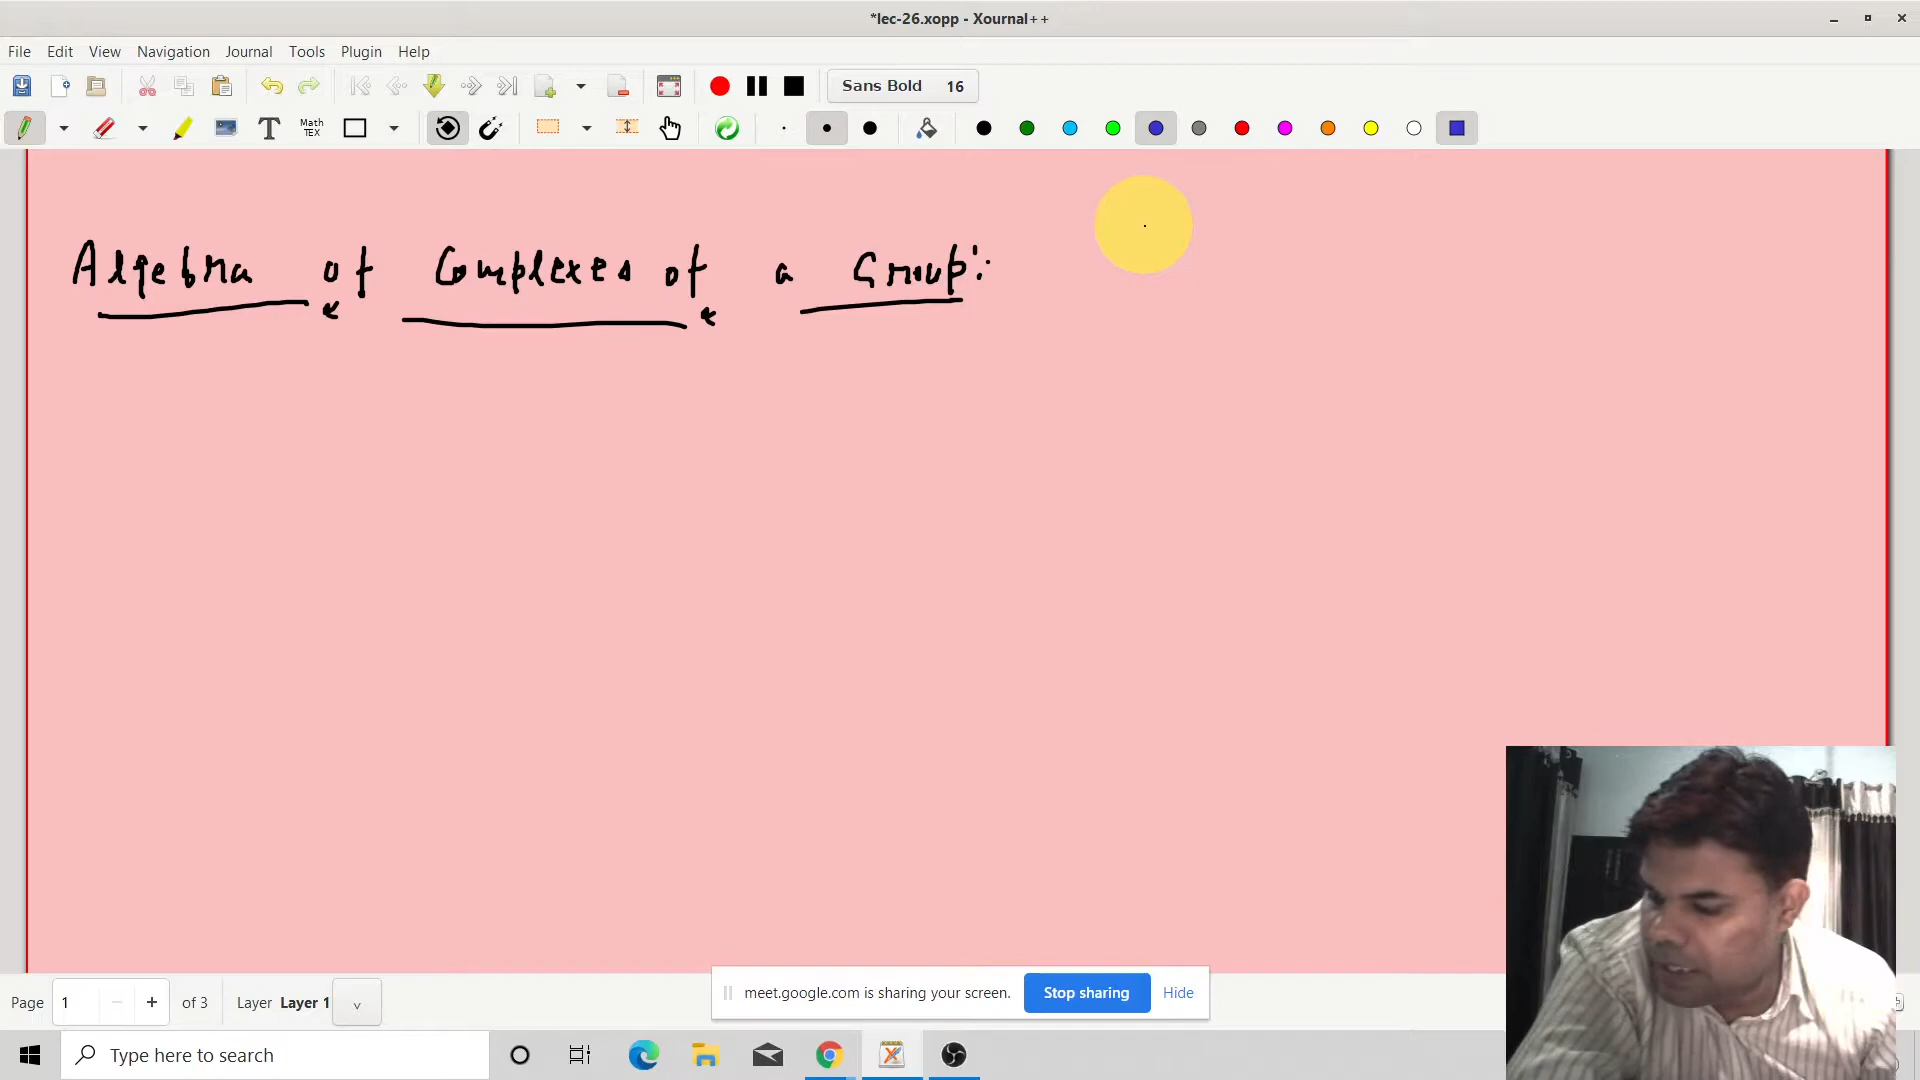 *lec-26.xopp - Xournal++
File Edit View Navigation Journal Tools Plugin Help
Sans Bold 16
Math TEX
Algebra of Complexes of a Group:
Page 1 of 3 Layer Layer 1
meet.google.com is sharing your screen. Stop sharing Hide
Type here to search